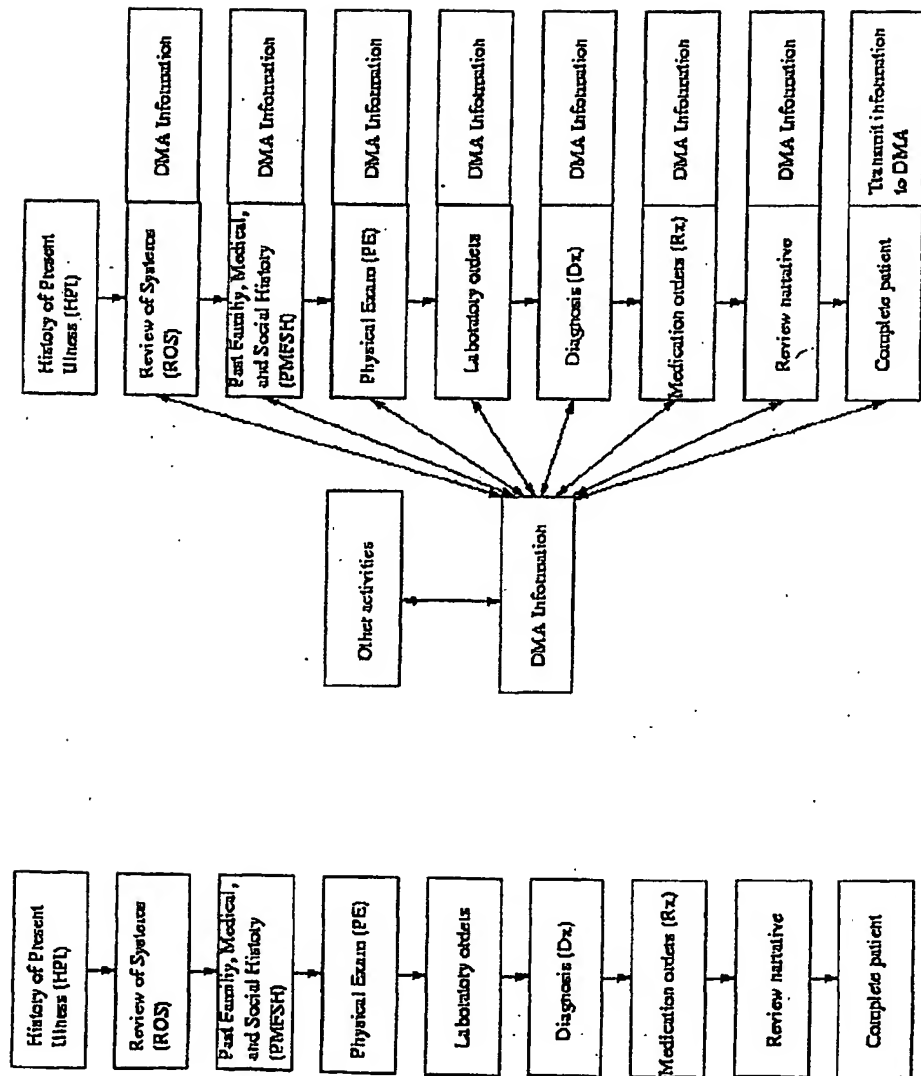 History of Present
Illness (HPI)
Review of Systems
(ROS)
DMA Information
Past Family, Medical,
and Social History
(PMFSH)
DMA Information
Physical Exam (PE)
DMA Information
Laboratory orders
DMA Information
Diagnosis (Dx)
DMA Information
Medication orders (Rx)
DMA Information
Review narrative
DMA Information
Complete patient
Transmit information
to DMA
Other activities
DMA Information
History of Present
Illness (HPI)
Review of Systems
(ROS)
Past Family, Medical,
and Social History
(PMFSH)
Physical Exam (PE)
Laboratory orders
Diagnosis (Dx)
Medication orders (Rx)
Review narrative
Complete patient